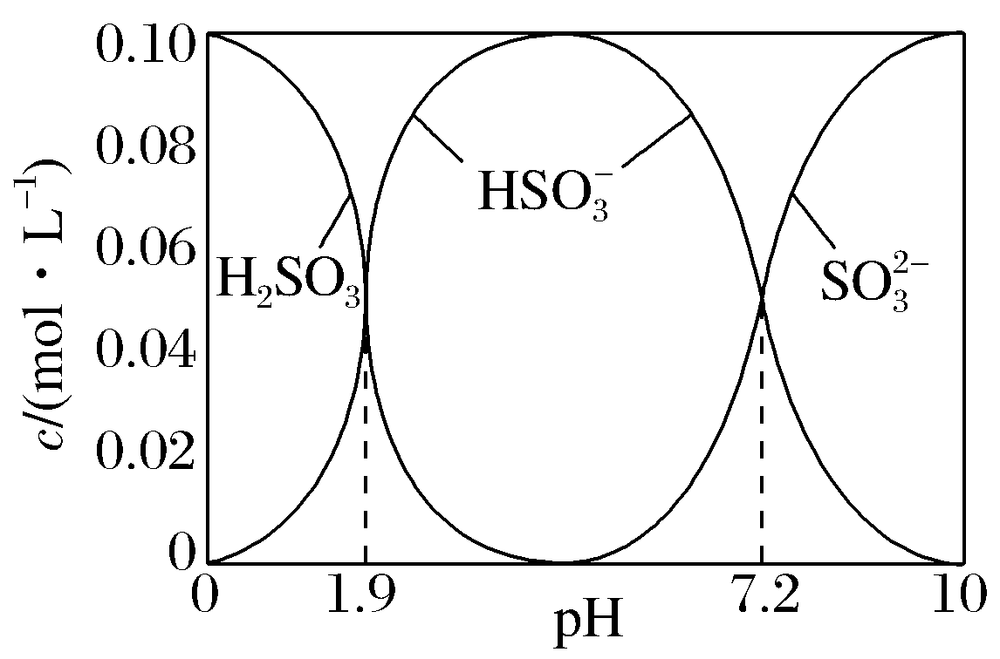 c/(mol · L⁻¹)
0.10
0.08
0.06
0.04
0.02
0
H₂SO₃
HSO₃⁻
SO₃²⁻
0 1.9 7.2 10
pH